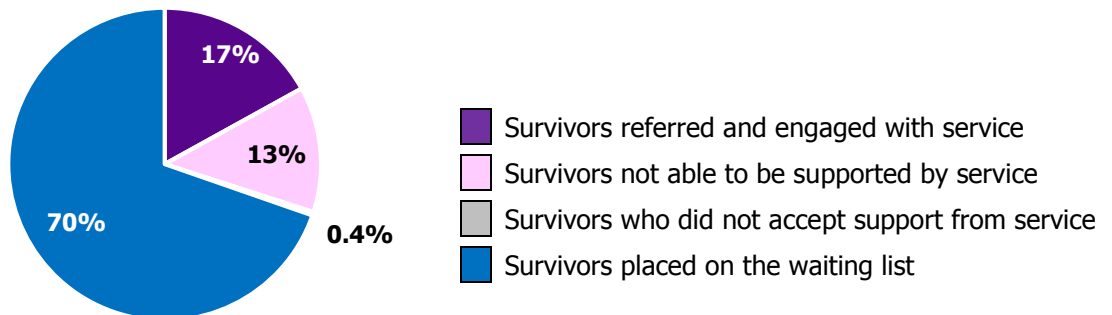 17%
13%
70%
0.4%
Survivors referred and engaged with service
Survivors not able to be supported by service
Survivors who did not accept support from service
Survivors placed on the waiting list